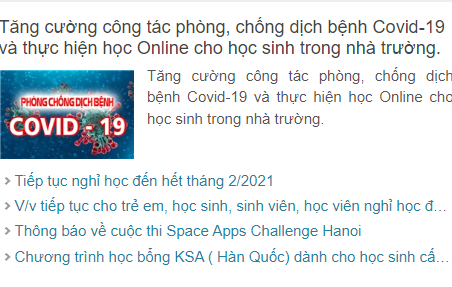 Tăng cường công tác phòng, chống dịch bệnh Covid-19
và thực hiện học Online cho học sinh trong nhà trường.
PHÒNG CHỐNG DỊCH BỆNH
COVID - 19
Tăng cường công tác phòng, chống dịch
bệnh Covid-19 và thực hiện học Online cho
học sinh trong nhà trường.
Tiếp tục nghỉ học đến hết tháng 2/2021
V/v tiếp tục cho trẻ em, học sinh, sinh viên, học viên nghỉ học đ...
Thông báo về cuộc thi Space Apps Challenge Hanoi
Chương trình học bổng KSA ( Hàn Quốc) dành cho học sinh cấ...